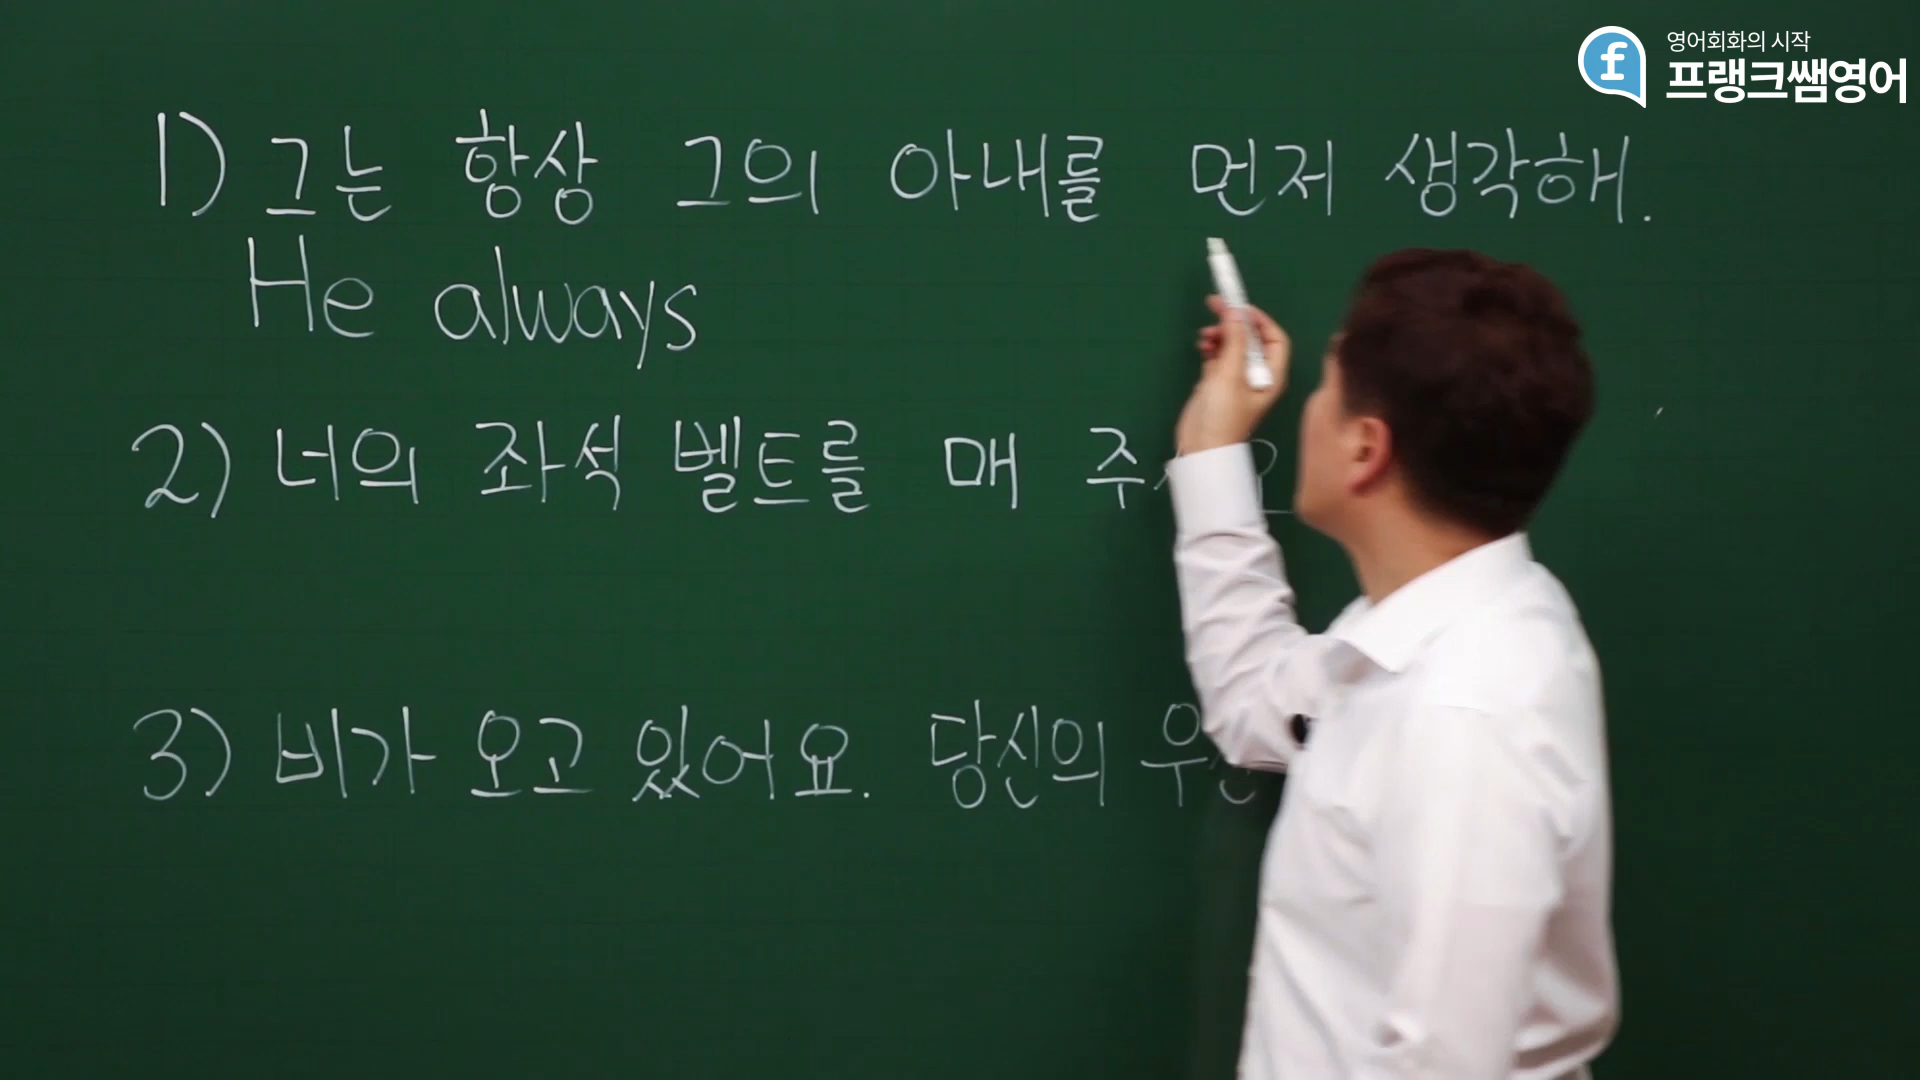 영어회화의 시작
프랭크쌤영어
1) 그는 항상 그의 아내를 먼저 생각해.
He always
2) 너의 좌석 벨트를 매
3) 비가 오고 있어요. 당신의